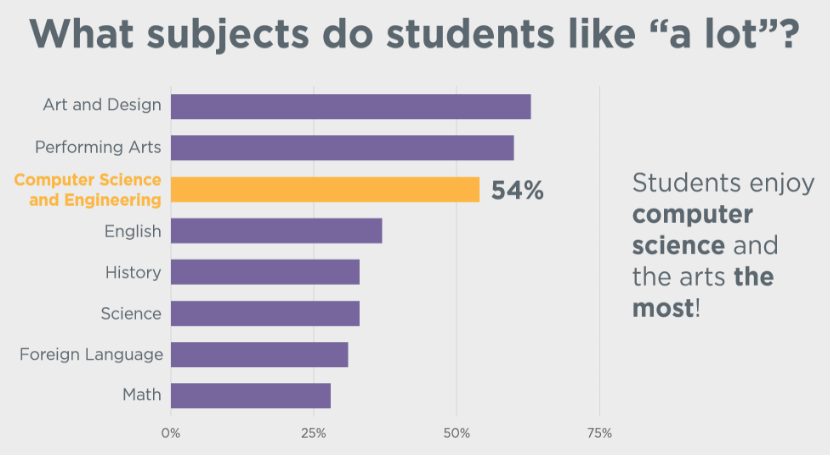 What subjects do students like “a lot”?
Art and Design
Performing Arts
Computer Science
and Engineering
54%
English
History
Science
Foreign Language
Math
0%
25%
50%
75%
Students enjoy
computer
science and
the arts the
most!